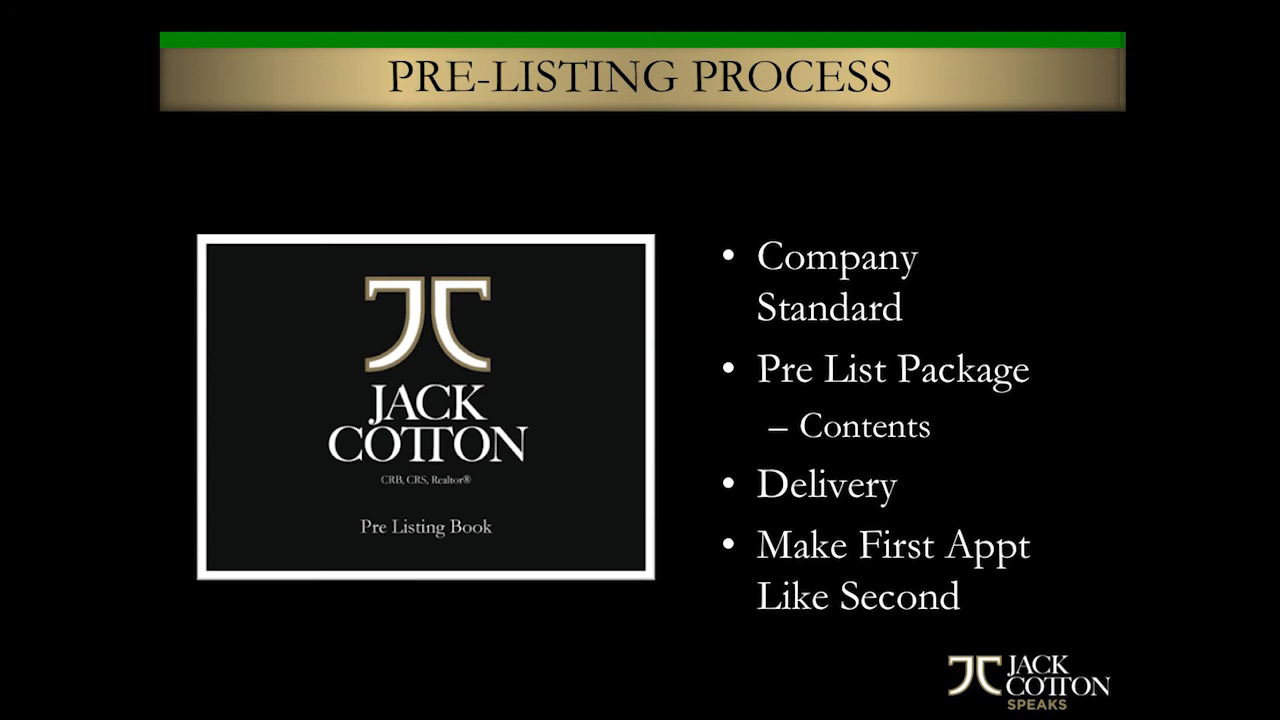 PRE-LISTING PROCESS
JACK
COTTON
CRB, CRS, Realtor®
Pre Listing Book
• Company
Standard
• Pre List Package
– Contents
• Delivery
• Make First Appt
Like Second
JACK
COTTON
SPEAKS